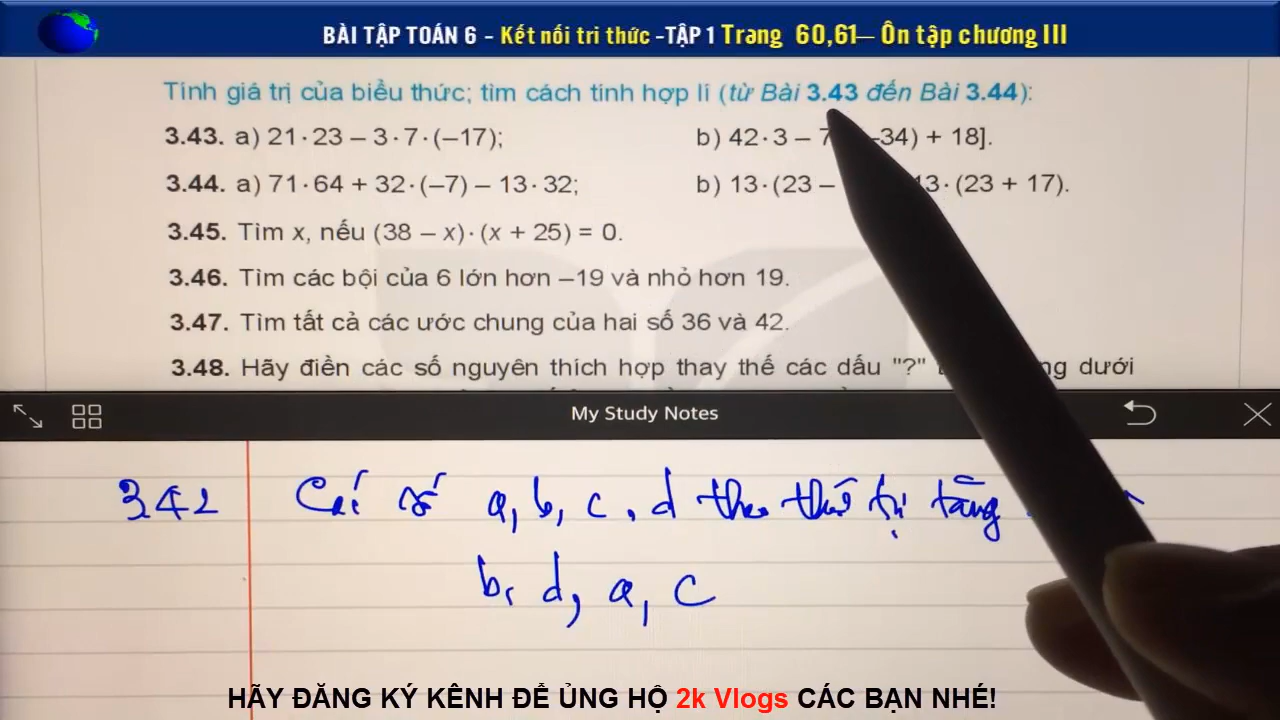 BÀI TẬP TOÁN 6 - Kết nối tri thức -TẬP 1 Trang 60,61– Ôn tập chương III
Tính giá trị của biểu thức; tìm cách tính hợp lí (từ Bài 3.43 đến Bài 3.44):
3.43. a) 21·23 – 3·7·(–17); b) 42·3 – 7 34) + 18].
3.44. a) 71·64 + 32·(–7) – 13·32; b) 13·(23 – 13·(23 + 17).
3.45. Tìm x, nếu (38 – x)·(x + 25) = 0.
3.46. Tìm các bội của 6 lớn hơn –19 và nhỏ hơn 19.
3.47. Tìm tất cả các ước chung của hai số 36 và 42.
3.48. Hãy điền các số nguyên thích hợp thay thế các dấu "?" dưới
My Study Notes
3.42 Các số a, b, c, d theo thứ tự tăng
b, d, a, c
HÃY ĐĂNG KÝ KÊNH ĐỂ ỦNG HỘ 2k Vlogs CÁC BẠN NHÉ!